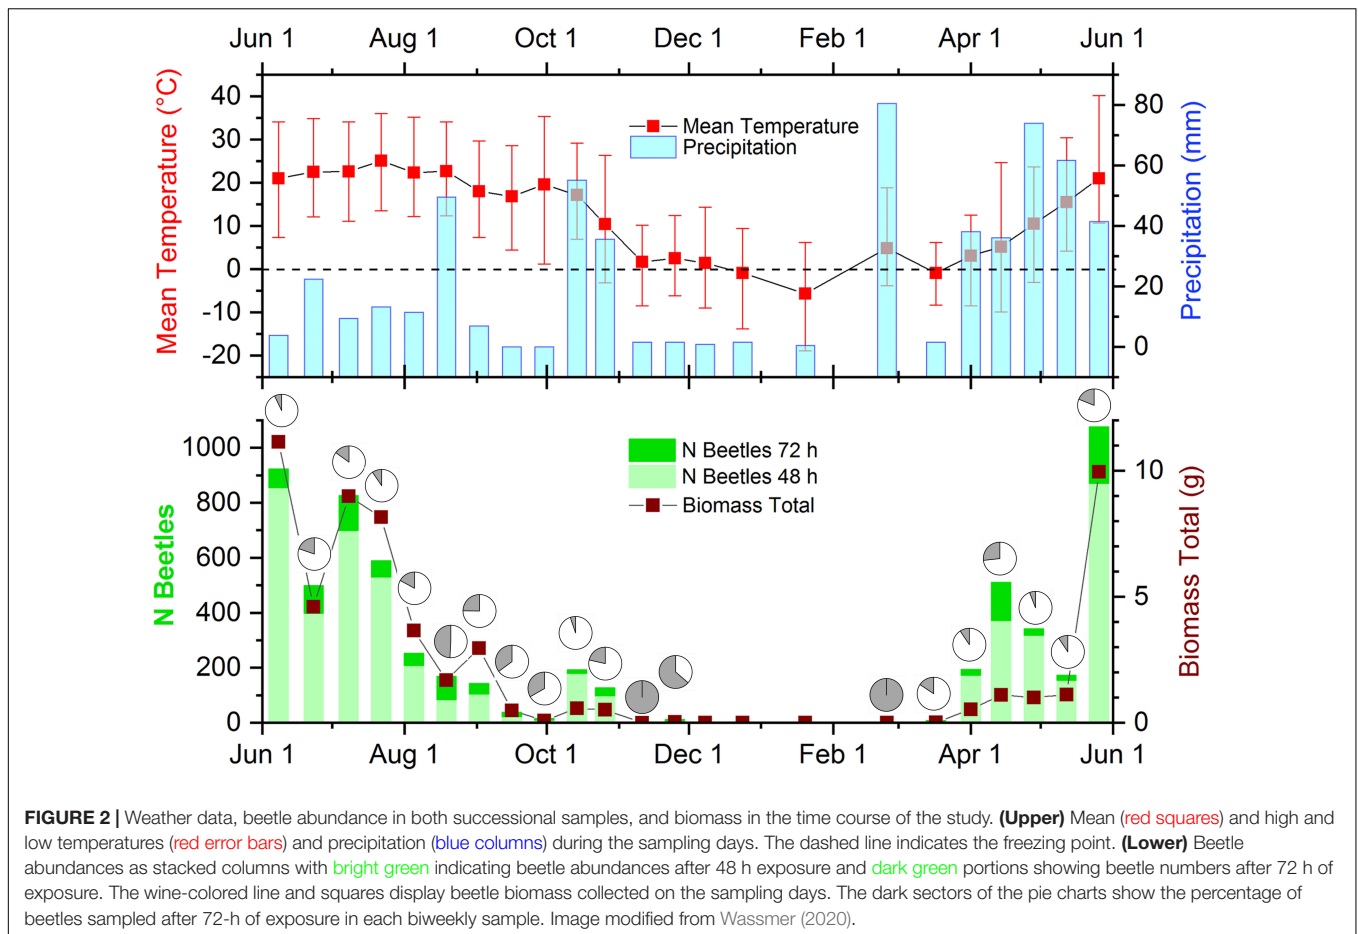 Jun 1 Aug 1 Oct 1 Dec 1 Feb 1 Apr 1 Jun 1
Mean Temperature (°C)
40
30
20
10
0
-10
-20
Mean Temperature
Precipitation
80
60
40
20
0
Precipitation (mm)
N Beetles
1000
800
600
400
200
0
N Beetles 72 h
N Beetles 48 h
Biomass Total
10
5
0
Biomass Total (g)
Jun 1 Aug 1 Oct 1 Dec 1 Feb 1 Apr 1 Jun 1
FIGURE 2 | Weather data, beetle abundance in both successional samples, and biomass in the time course of the study. (Upper) Mean (red squares) and high and
low temperatures (red error bars) and precipitation (blue columns) during the sampling days. The dashed line indicates the freezing point. (Lower) Beetle
abundances as stacked columns with bright green indicating beetle abundances after 48 h exposure and dark green portions showing beetle numbers after 72 h of
exposure. The wine-colored line and squares display beetle biomass collected on the sampling days. The dark sectors of the pie charts show the percentage of
beetles sampled after 72-h of exposure in each biweekly sample. Image modified from Wassmer (2020).